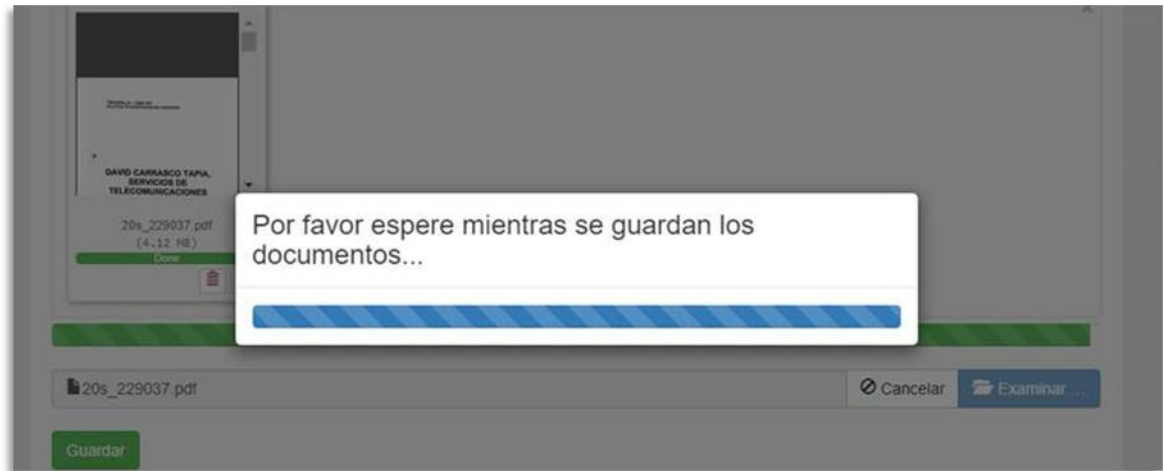 DAVID CARRASCO TAPIA,
SERVICIOS DE
TELECOMUNICACIONES
20s_229037.pdf
(4.12 MB)
Done
Por favor espere mientras se guardan los
documentos...
20s_229037.pdf
Cancelar
Examinar ...
Guardar